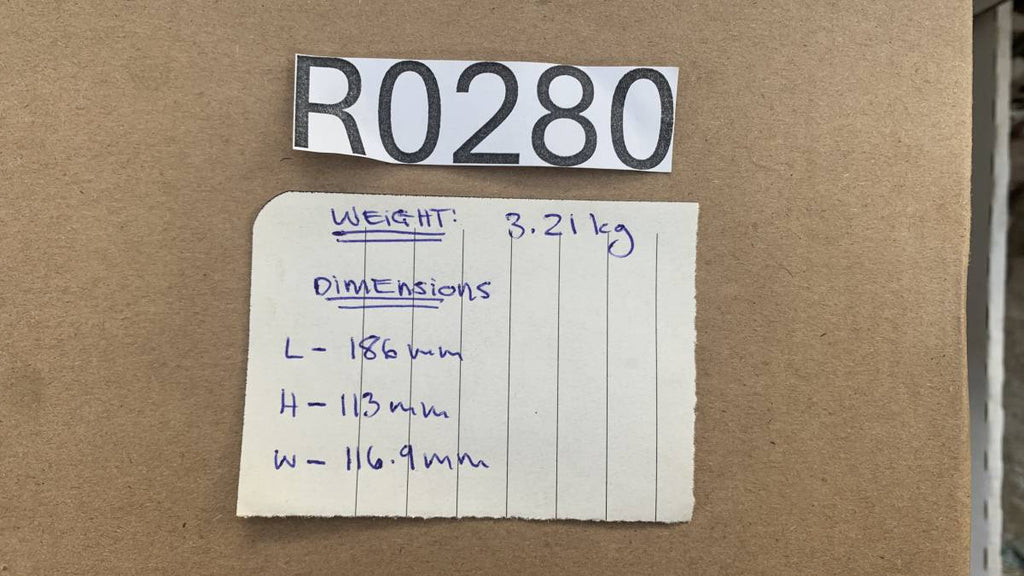 R0280
WEiGHT: 3.21 kg
DimEnsions
L - 186 mm
H - 113 mm
W - 116.9 mm